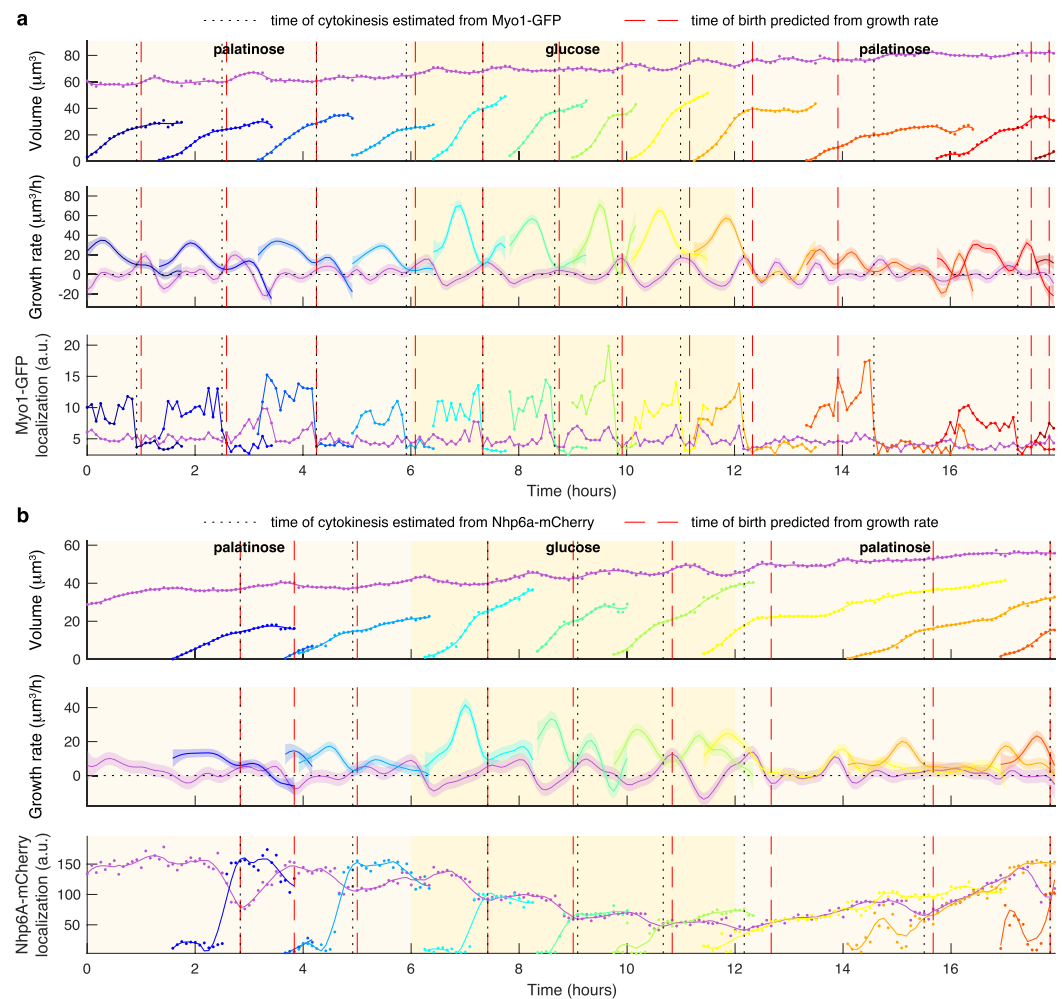 a
time of cytokinesis estimated from Myo1-GFP
time of birth predicted from growth rate
palatinose
glucose
palatinose
Volume (μm³)
80
60
40
20
0
Growth rate (μm³/h)
80
60
40
20
0
-20
Myo1-GFP
localization (a.u.)
20
15
10
5
0 2 4 6 8 10 12 14 16
Time (hours)
b
time of cytokinesis estimated from Nhp6a-mCherry
time of birth predicted from growth rate
palatinose
glucose
palatinose
Volume (μm³)
60
40
20
0
Growth rate (μm³/h)
40
20
0
Nhp6A-mCherry
localization (a.u.)
150
100
50
0 2 4 6 8 10 12 14 16
Time (hours)